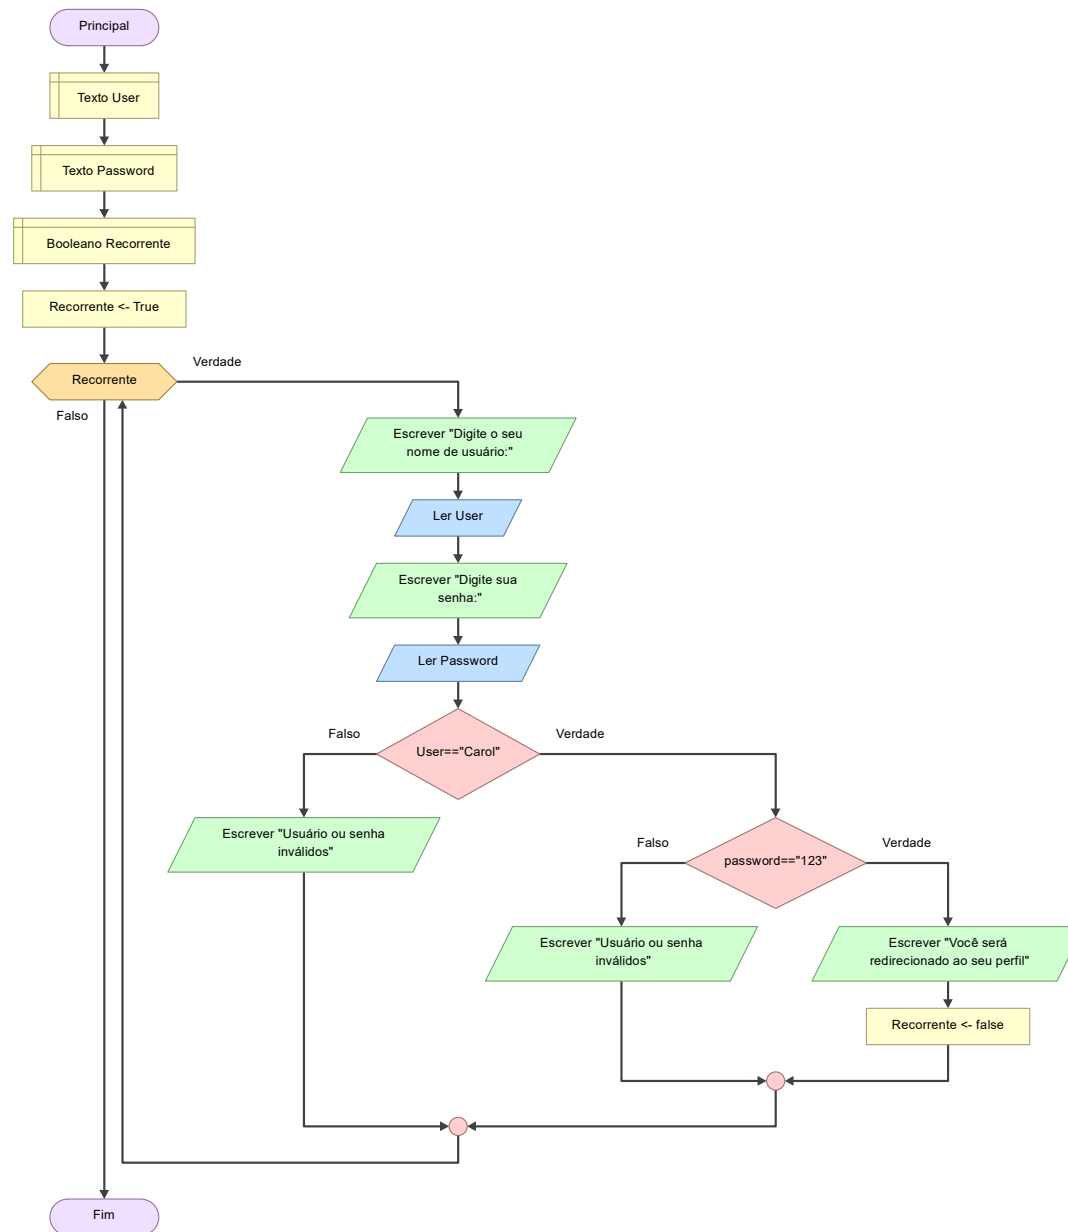 Principal
Texto User
Texto Password
Booleano Recorrente
Recorrente <- True
Recorrente
Verdade
Falso
Escrever "Digite o seu
nome de usuário:"
Ler User
Escrever "Digite sua
senha:"
Ler Password
User=="Carol"
Falso
Verdade
Escrever "Usuário ou senha
inválidos"
password=="123"
Falso
Verdade
Escrever "Usuário ou senha
inválidos"
Escrever "Você será
redirecionado ao seu perfil"
Recorrente <- false
Fim